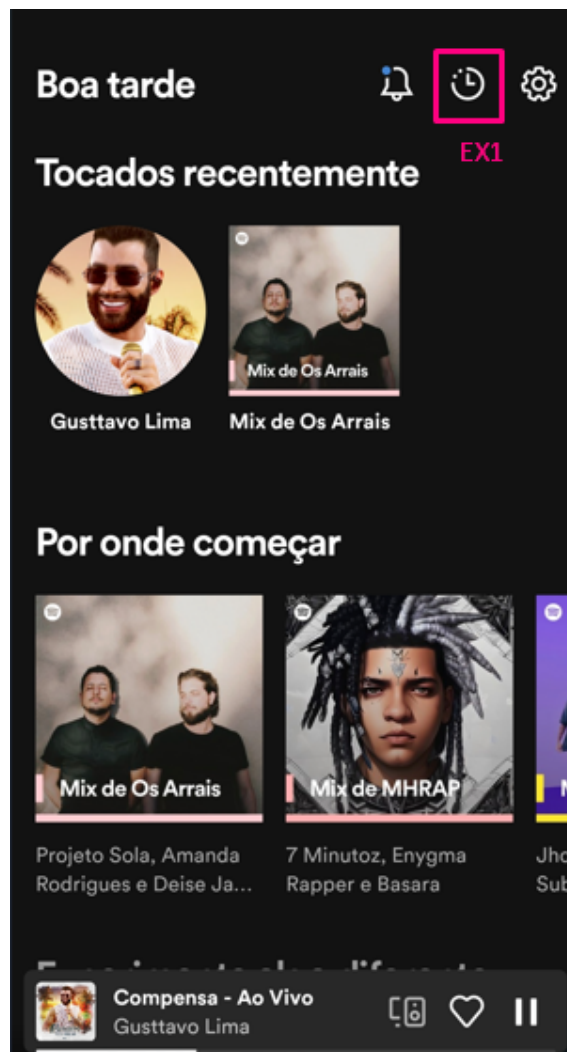 Boa tarde
EX1
Tocados recentemente
Mix de Os Arrais
Gusttavo Lima
Mix de Os Arrais
Por onde começar
Mix de Os Arrais
Mix de MHRAP
Projeto Sola, Amanda
Rodrigues e Deise Ja...
7 Minutoz, Enygma
Rapper e Basara
Jho
Sub
Compensa - Ao Vivo
Gusttavo Lima